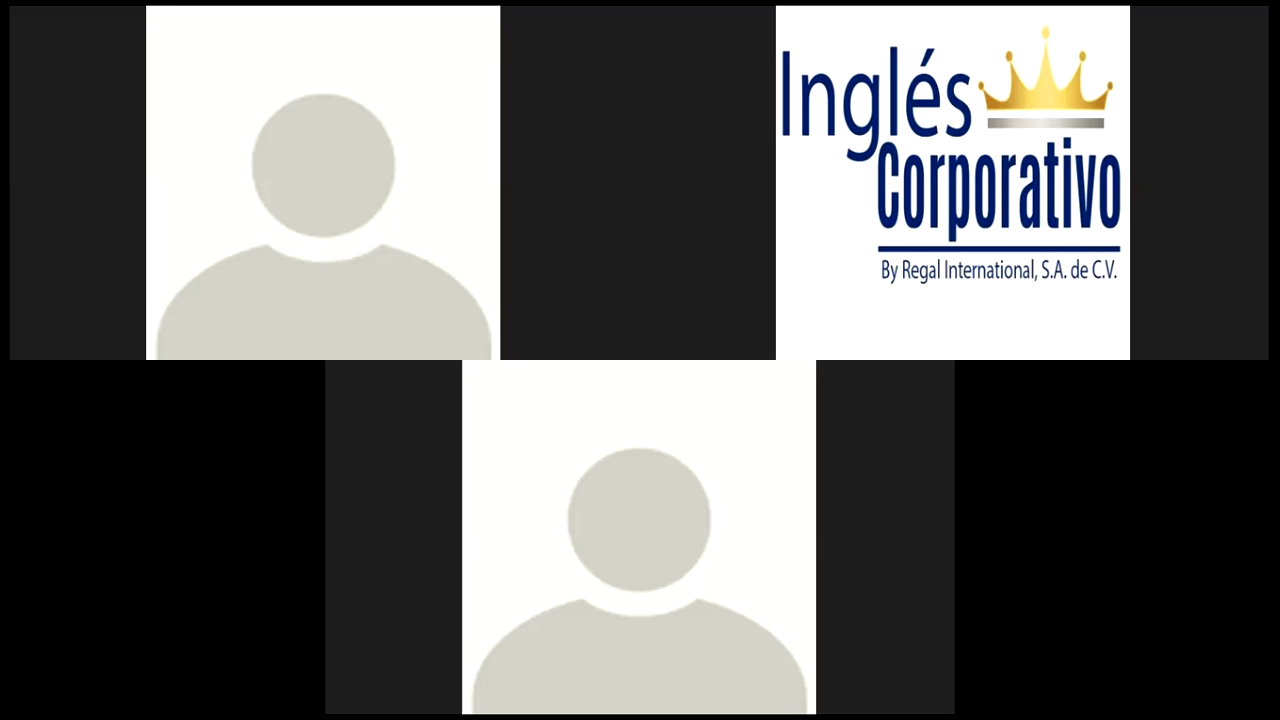 Inglés
Corporativo
By Regal International, S.A. de C.V.